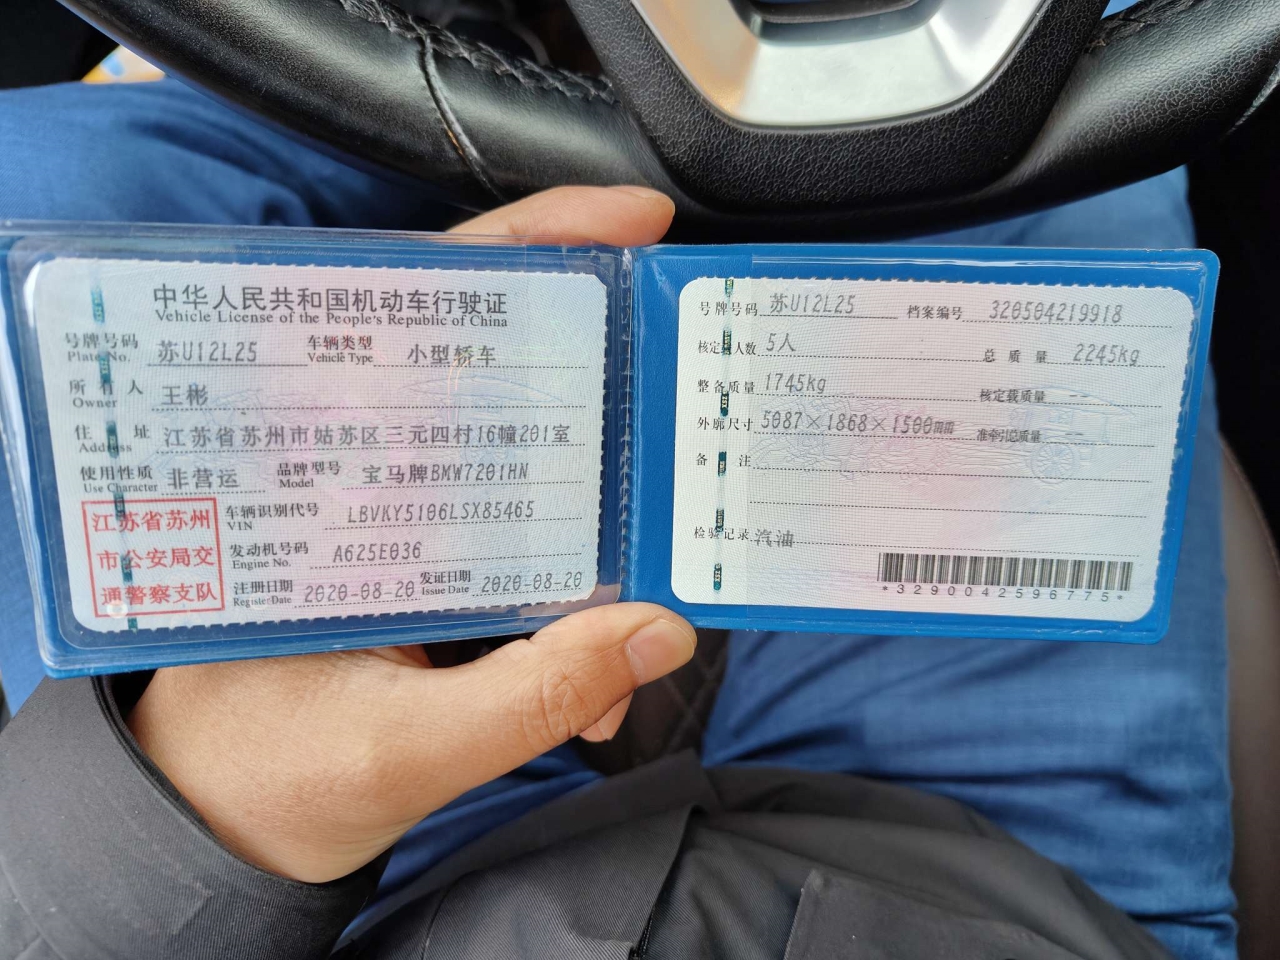 中华人民共和国机动车行驶证
Vehicle License of the People's Republic of China
号牌号码 苏U12L25 车辆类型 小型轿车
Plate No. Vehicle Type
所有人 王彬
Owner
住址 江苏省苏州市姑苏区三元四村16幢201室
Address
使用性质 非营运 品牌型号 宝马牌BMW7201HN
Use Character Model
江苏省苏州
市公安局交
通警察支队
车辆识别代号 LBVKY5106LSX85465
VIN
发动机号码 A625E036
Engine No.
注册日期 2020-08-20 发证日期 2020-08-20
Register Date Issue Date
号牌号码 苏U12L25 档案编号 320504219918
核定载人数 5人 总质量 2245kg
整备质量 1745kg 核定载质量 --
外廓尺寸 5087×1868×1500mm 准牵引总质量 --
备注
检验记录 汽油
*3290042596775*